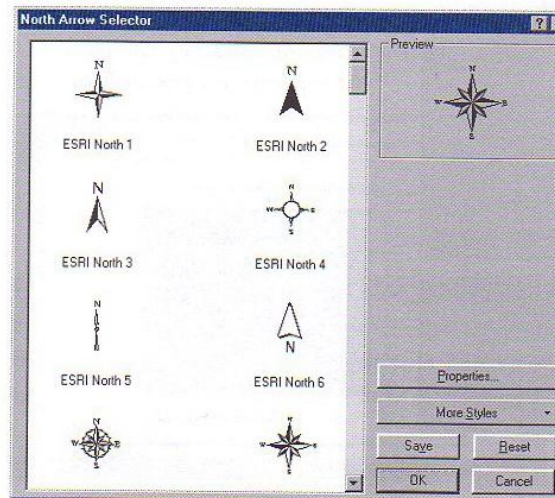 North Arrow Selector
Preview
N
N
W E
S
ESRI North 1
ESRI North 2
N
N
W E
S
ESRI North 3
ESRI North 4
N
N
ESRI North 5
ESRI North 6
Properties...
More Styles
N
W E
S
N
W E
S
Save
Reset
OK
Cancel